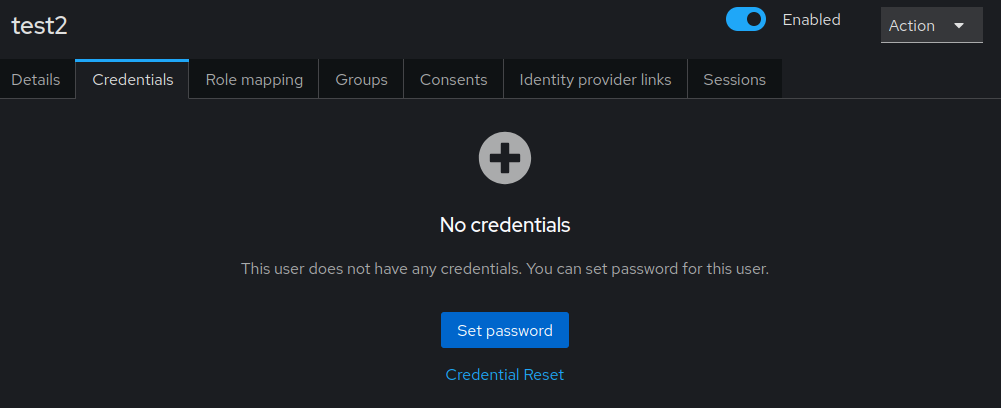 test2
Enabled
Action
Details Credentials Role mapping Groups Consents Identity provider links Sessions
No credentials
This user does not have any credentials. You can set password for this user.
Set password
Credential Reset